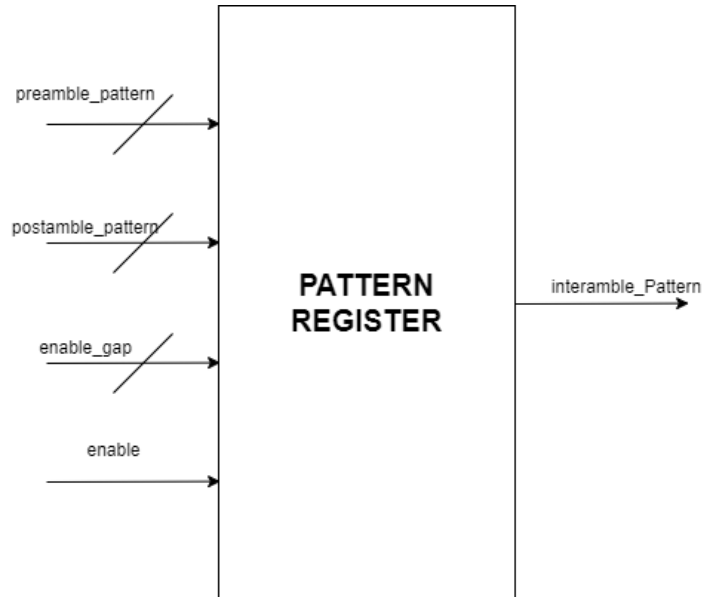 preamble_pattern
postamble_pattern
enable_gap
enable
PATTERN
REGISTER
interamble_Pattern